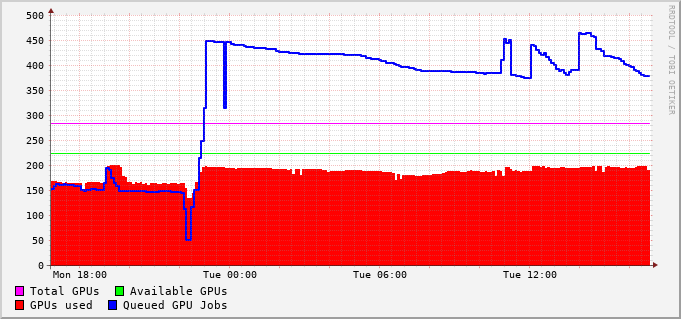 500
450
400
350
300
250
200
150
100
50
0
Mon 18:00 Tue 00:00 Tue 06:00 Tue 12:00
Total GPUs Available GPUs
GPUs used Queued GPU Jobs
RRDTOOL / TOBI OETIKER